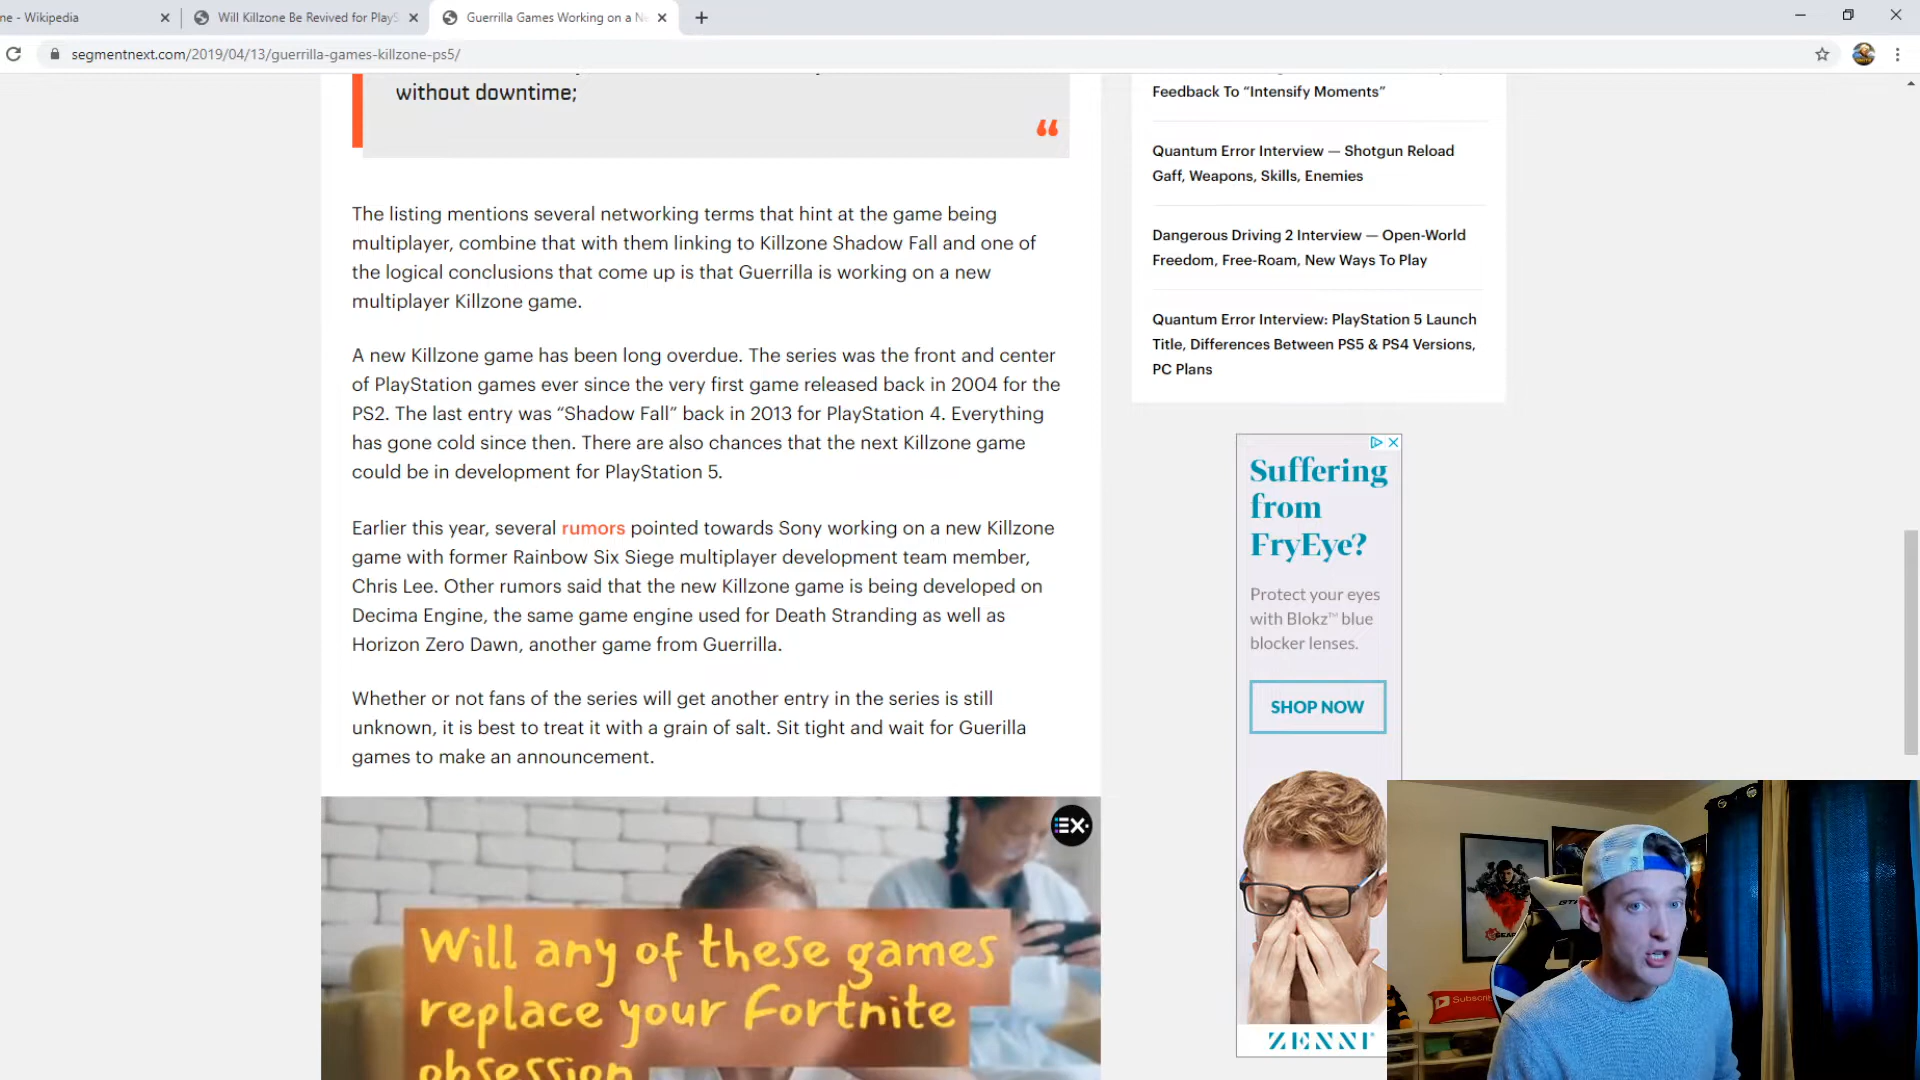 ne - Wikipedia
Will Killzone Be Revived for PlayS
Guerrilla Games Working on a Ne
segmentnext.com/2019/04/13/guerrilla-games-killzone-ps5/
without downtime;
The listing mentions several networking terms that hint at the game being
multiplayer, combine that with them linking to Killzone Shadow Fall and one of
the logical conclusions that come up is that Guerrilla is working on a new
multiplayer Killzone game.
A new Killzone game has been long overdue. The series was the front and center
of PlayStation games ever since the very first game released back in 2004 for the
PS2. The last entry was “Shadow Fall” back in 2013 for PlayStation 4. Everything
has gone cold since then. There are also chances that the next Killzone game
could be in development for PlayStation 5.
Earlier this year, several rumors pointed towards Sony working on a new Killzone
game with former Rainbow Six Siege multiplayer development team member,
Chris Lee. Other rumors said that the new Killzone game is being developed on
Decima Engine, the same game engine used for Death Stranding as well as
Horizon Zero Dawn, another game from Guerrilla.
Whether or not fans of the series will get another entry in the series is still
unknown, it is best to treat it with a grain of salt. Sit tight and wait for Guerilla
games to make an announcement.
EX.
Will any of these games
replace your Fortnite
obsession
Feedback To “Intensify Moments”
Quantum Error Interview — Shotgun Reload
Gaff, Weapons, Skills, Enemies
Dangerous Driving 2 Interview — Open-World
Freedom, Free-Roam, New Ways To Play
Quantum Error Interview: PlayStation 5 Launch
Title, Differences Between PS5 & PS4 Versions,
PC Plans
Suffering
from
FryEye?
Protect your eyes
with Blokz™ blue
blocker lenses.
SHOP NOW
ZENNI
GEARS
Subscribe